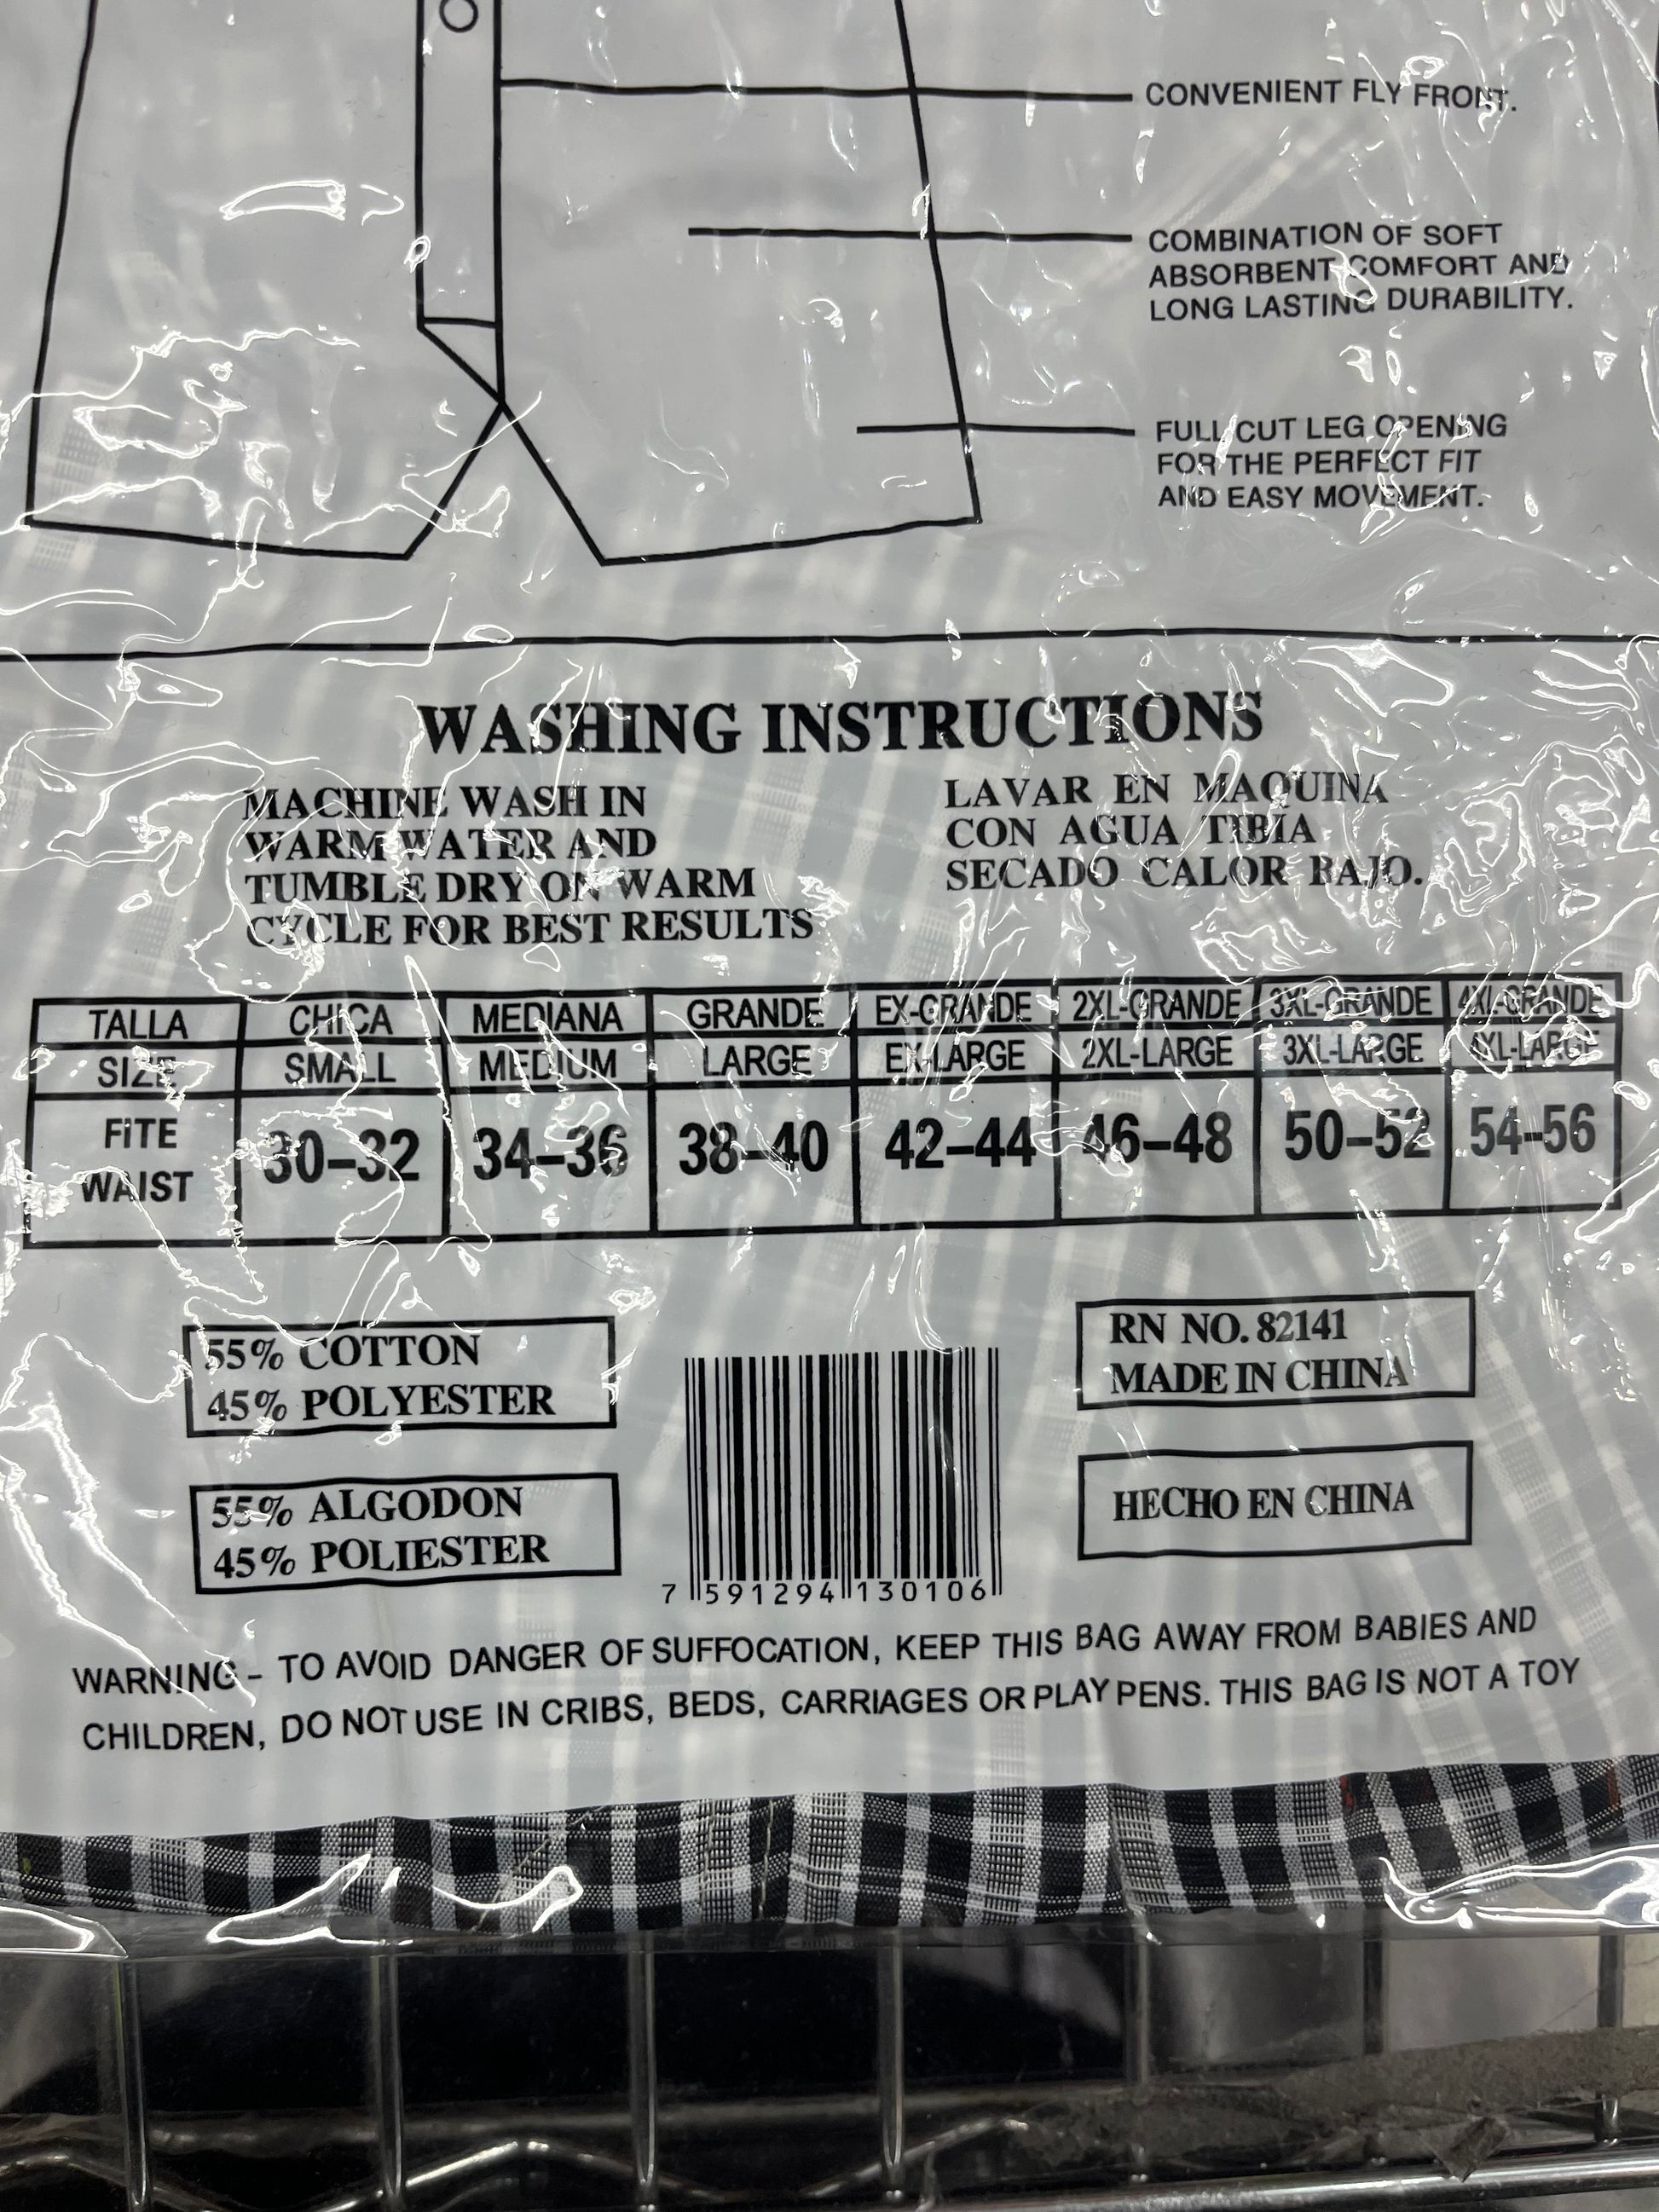 CONVENIENT FLY FRONT.
COMBINATION OF SOFT
ABSORBENT COMFORT AND
LONG LASTING DURABILITY.
FULL CUT LEG OPENING
FOR THE PERFECT FIT
AND EASY MOVEMENT.
WASHING INSTRUCTIONS
MACHINE WASH IN
WARM WATER AND
TUMBLE DRY ON WARM
CYCLE FOR BEST RESULTS
LAVAR EN MAQUINA
CON AGUA TIBIA
SECADO CALOR BAJO.
TALLA CHICA MEDIANA GRANDE EX-GRANDE 2XL-GRANDE 3XL-GRANDE 4XL-GRANDE
SIZE SMALL MEDIUM LARGE EX-LARGE 2XL-LARGE 3XL-LARGE 4XL-LARGE
FITE WAIST 30-32 34-36 38-40 42-44 46-48 50-52 54-56
55% COTTON
45% POLYESTER
55% ALGODON
45% POLIESTER
7 591294 130106
RN NO. 82141
MADE IN CHINA
HECHO EN CHINA
WARNING - TO AVOID DANGER OF SUFFOCATION, KEEP THIS BAG AWAY FROM BABIES AND
CHILDREN, DO NOT USE IN CRIBS, BEDS, CARRIAGES OR PLAY PENS. THIS BAG IS NOT A TOY